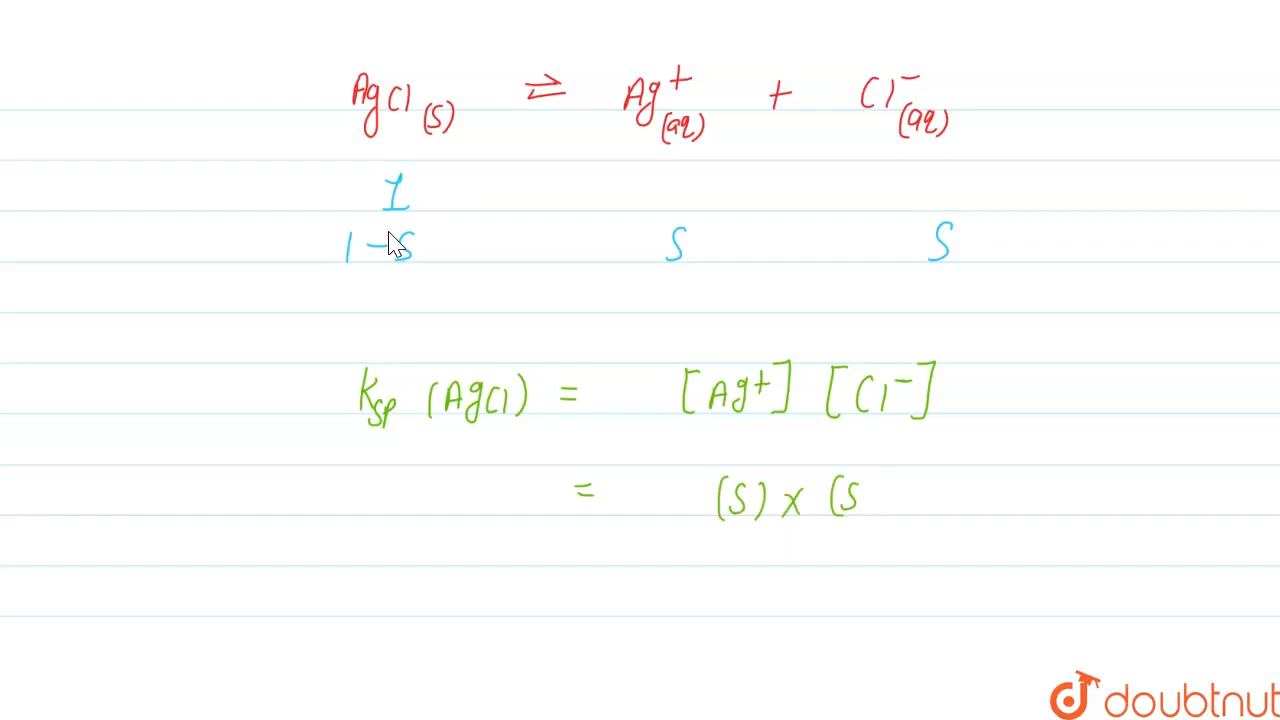 AgCl(s) ⇌ Ag+(aq) + Cl−(aq)
1
1−S S S
Ksp (AgCl) = [Ag+] [Cl−]
= (S) × (S
doubtnut